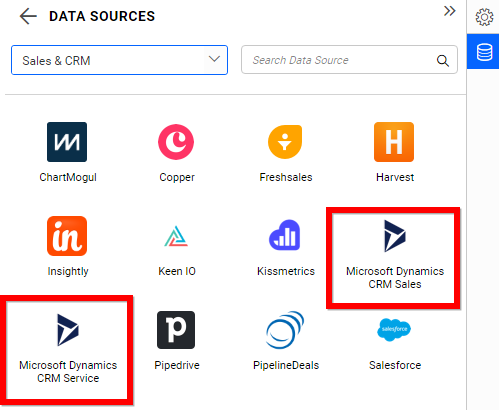 DATA SOURCES
Sales & CRM
Search Data Source
ChartMogul
Copper
Freshsales
H
Harvest
in
Insightly
Keen IO
Kissmetrics
Microsoft Dynamics
CRM Sales
Microsoft Dynamics
CRM Service
p
Pipedrive
PipelineDeals
salesforce
Salesforce